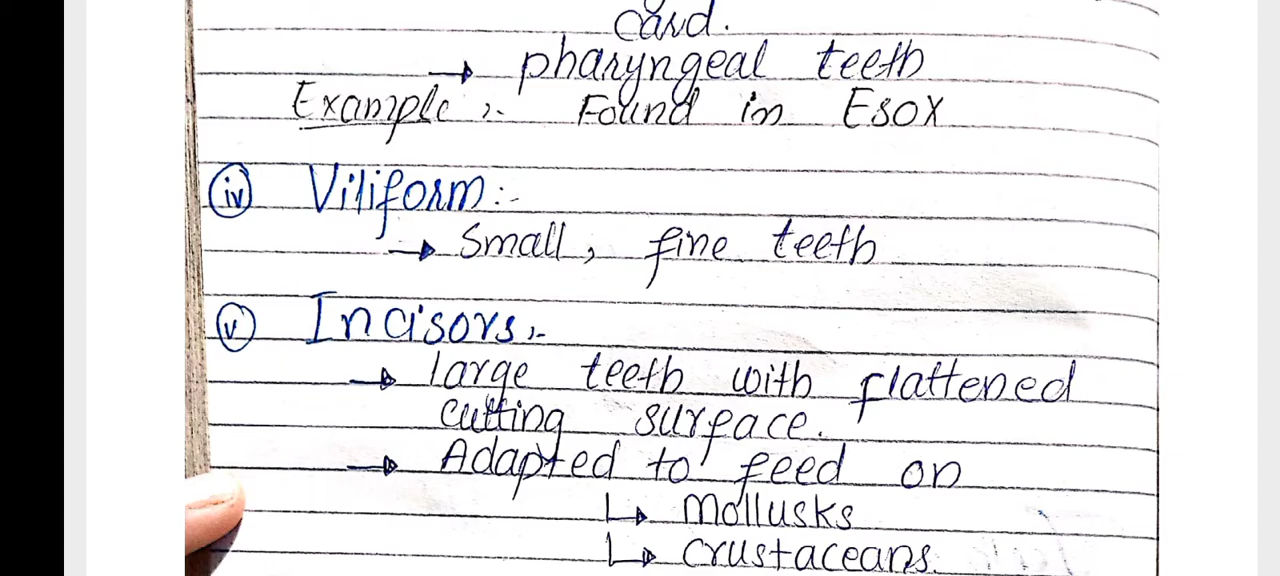 card.
→ pharyngeal teeth
Example :- Found in Esox
(iv) Viliform :-
→ small, fine teeth
(v) Incisors :-
→ large teeth with flattened
cutting surface.
→ Adapted to feed on
↳ mollusks
↳ crustaceans.